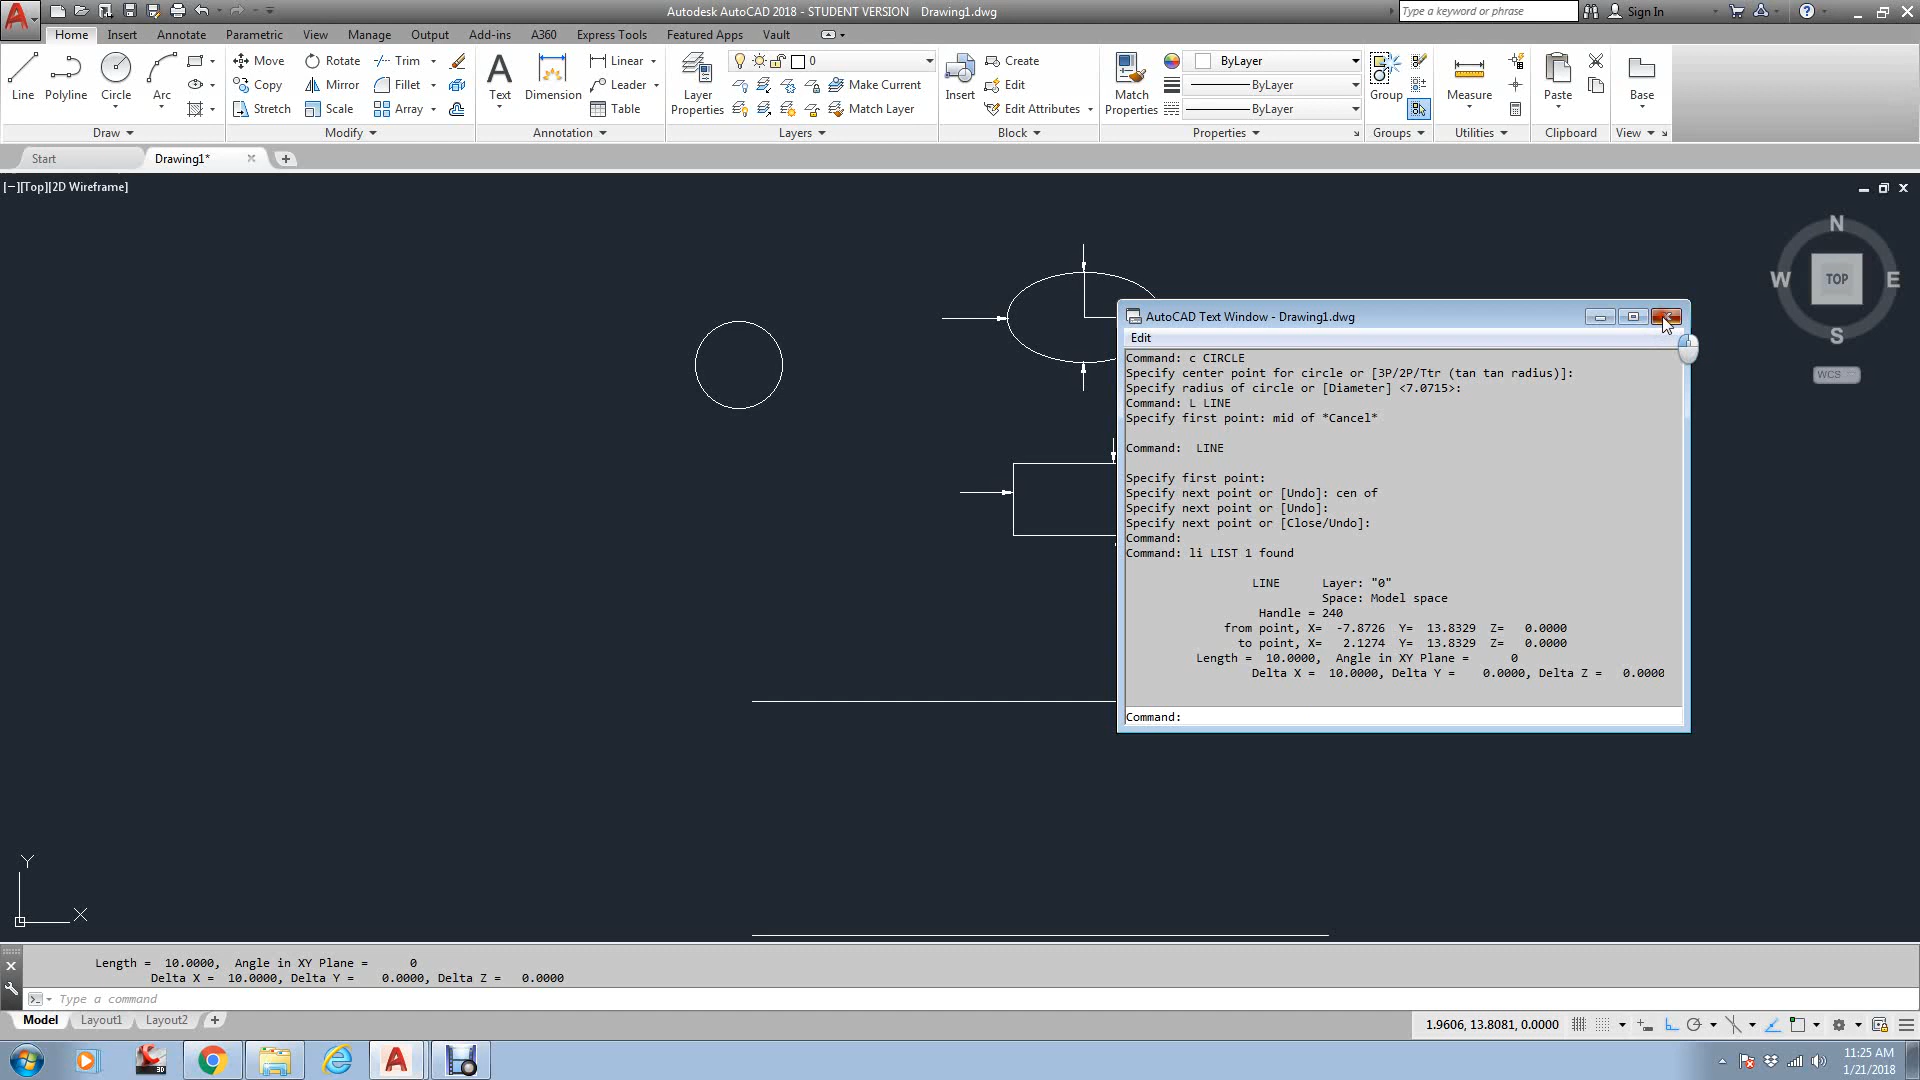 Autodesk AutoCAD 2018 - STUDENT VERSION Drawing1.dwg
Type a keyword or phrase
Sign In
Home Insert Annotate Parametric View Manage Output Add-ins A360 Express Tools Featured Apps Vault
Line Polyline Circle Arc
Move Rotate Trim
Copy Mirror Fillet
Stretch Scale Array
Text Dimension
Linear
Leader
Table
Layer Properties
0
Make Current
Match Layer
Insert
Create
Edit
Edit Attributes
Match Properties
ByLayer
ByLayer
ByLayer
Group
Measure
Paste
Base
Draw Modify Annotation Layers Block Properties Groups Utilities Clipboard View
Start Drawing1* +
[−][Top][2D Wireframe]
N
W TOP E
S
WCS
AutoCAD Text Window - Drawing1.dwg
Edit
Command: c CIRCLE
Specify center point for circle or [3P/2P/Ttr (tan tan radius)]:
Specify radius of circle or [Diameter] <7.0715>:
Command: L LINE
Specify first point: mid of *Cancel*
Command: LINE
Specify first point:
Specify next point or [Undo]: cen of
Specify next point or [Undo]:
Specify next point or [Close/Undo]:
Command:
Command: li LIST 1 found
LINE Layer: "0"
Space: Model space
Handle = 240
from point, X= -7.8726 Y= 13.8329 Z= 0.0000
to point, X= 2.1274 Y= 13.8329 Z= 0.0000
Length = 10.0000, Angle in XY Plane = 0
Delta X = 10.0000, Delta Y = 0.0000, Delta Z = 0.0000
Command:
Y
X
Length = 10.0000, Angle in XY Plane = 0
Delta X = 10.0000, Delta Y = 0.0000, Delta Z = 0.0000
Type a command
Model Layout1 Layout2 +
1.9606, 13.8081, 0.0000
11:25 AM
1/21/2018